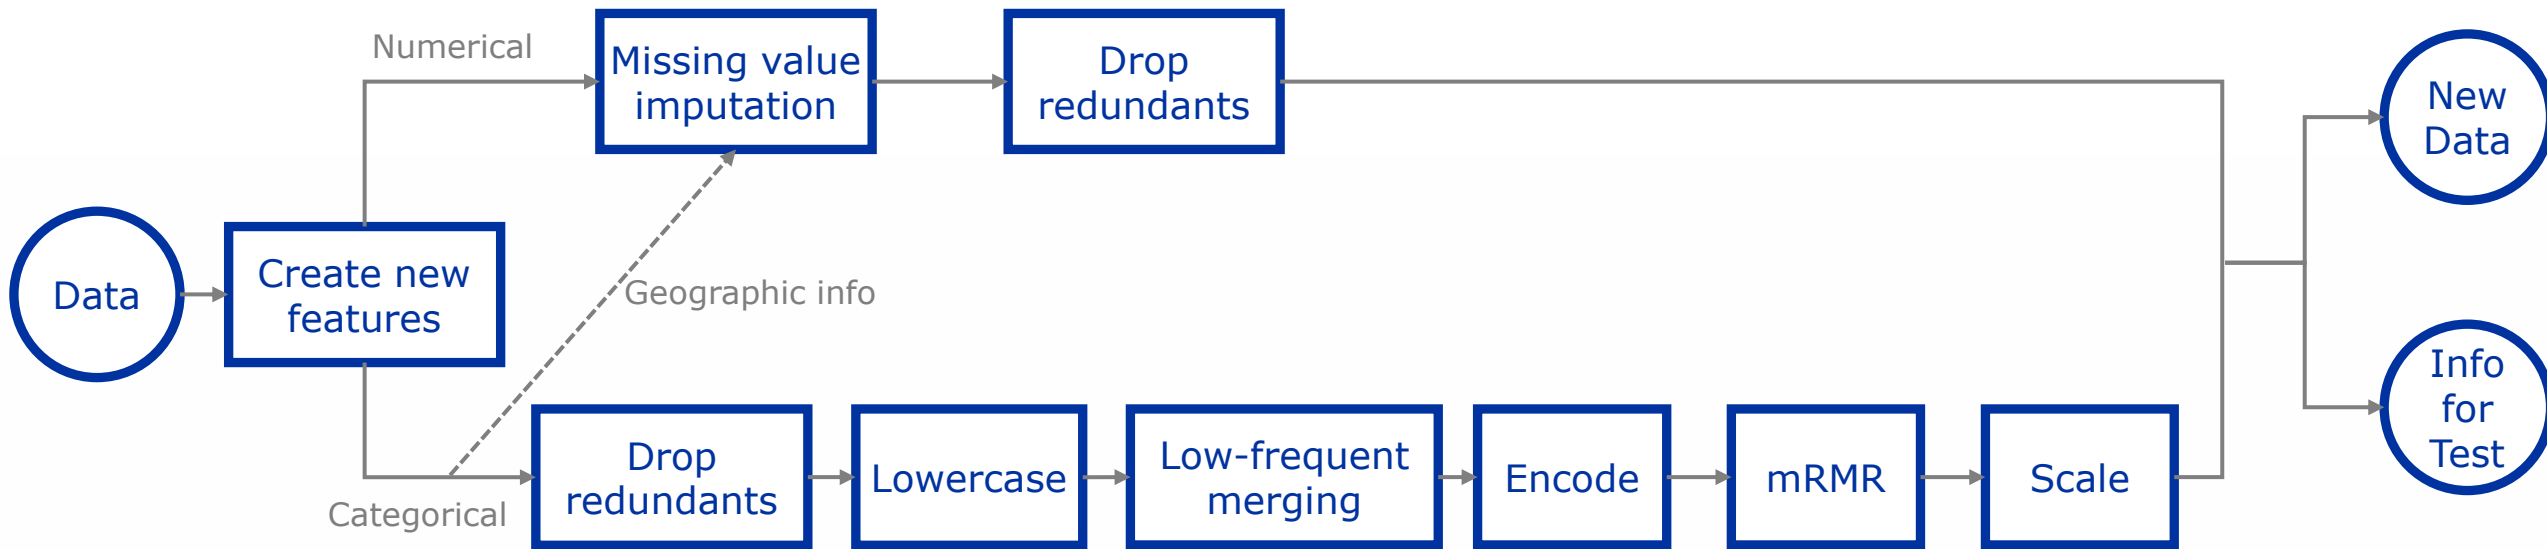 Numerical
Missing value
imputation
Drop
redundants
New
Data
Data
Create new
features
Geographic info
Info
for
Test
Categorical
Drop
redundants
Lowercase
Low-frequent
merging
Encode
mRMR
Scale